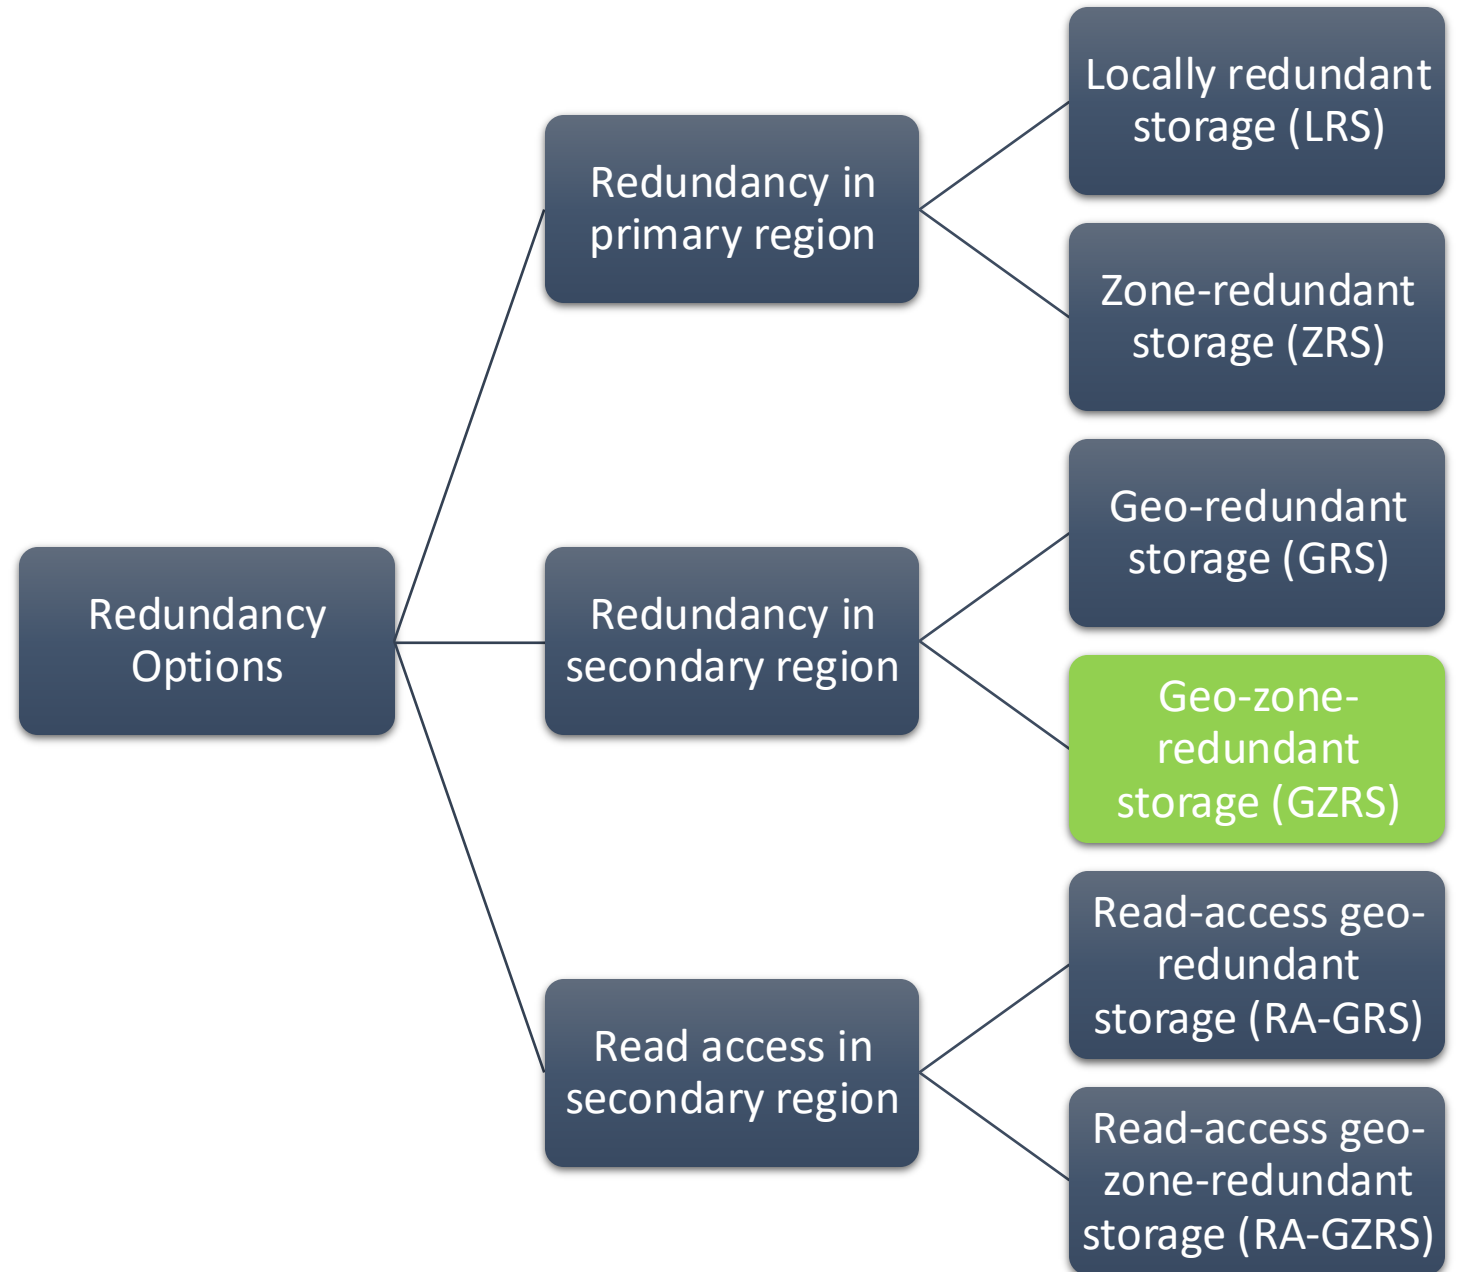 Redundancy
Options
Redundancy in
primary region
Locally redundant
storage (LRS)
Zone-redundant
storage (ZRS)
Redundancy in
secondary region
Geo-redundant
storage (GRS)
Geo-zone-
redundant
storage (GZRS)
Read access in
secondary region
Read-access geo-
redundant
storage (RA-GRS)
Read-access geo-
zone-redundant
storage (RA-GZRS)